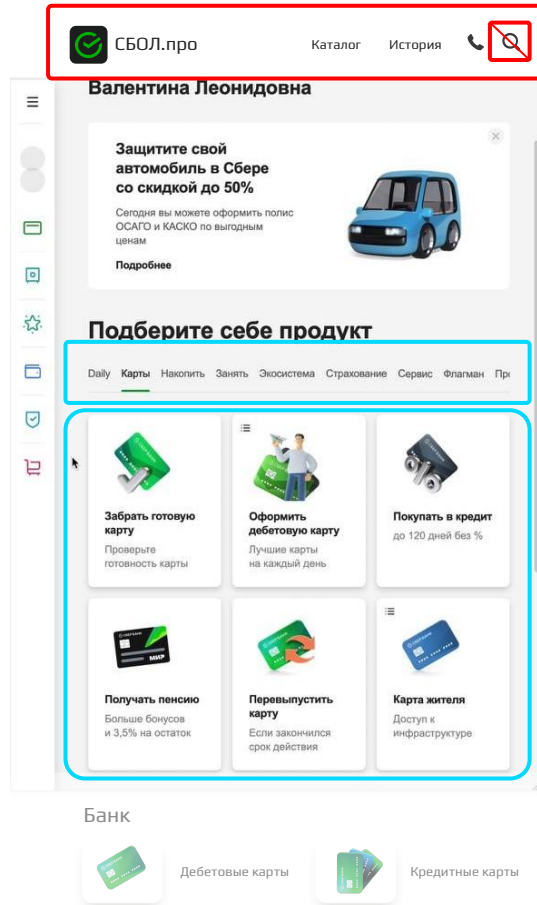 СБОЛ.про
Каталог
История
Валентина Леонидовна
Защитите свой
автомобиль в Сбере
со скидкой до 50%
Сегодня вы можете оформить полис
ОСАГО и КАСКО по выгодным
ценам
Подробнее
Подберите себе продукт
Daily Карты Накопить Занять Экосистема Страхование Сервис Флагман
Забрать готовую
карту
Проверьте
готовность карты
Оформить
дебетовую карту
Лучшие карты
на каждый день
Покупать в кредит
до 120 дней без %
МИР
Получать пенсию
Больше бонусов
и 3,5% на остаток
Перевыпустить
карту
Если закончился
срок действия
Карта жителя
Доступ к
инфраструктуре
Банк
Дебетовые карты
Кредитные карты